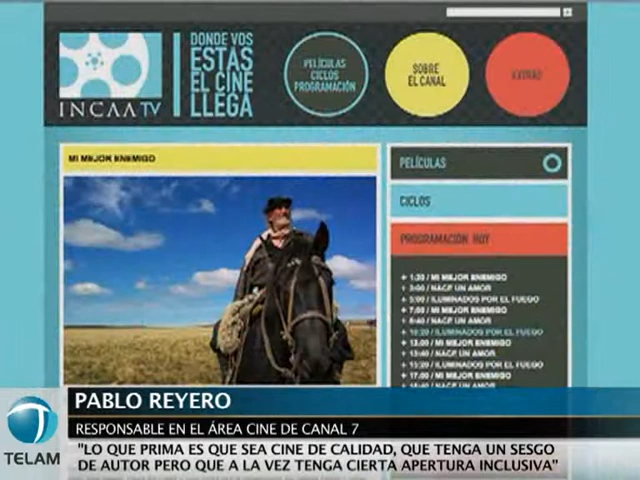 INCAA TV
DONDE VOS
ESTÁS
EL CINE
LLEGA
PELÍCULAS
CICLOS
PROGRAMACIÓN
SOBRE
EL CANAL
EXTRAS
MI MEJOR ENEMIGO
PELÍCULAS
CICLOS
PROGRAMACIÓN HOY
+ 1:20 / MI MEJOR ENEMIGO
+ 3:00 / NACE UN AMOR
+ 5:00 / ILUMINADOS POR EL FUEGO
+ 7:00 / MI MEJOR ENEMIGO
+ 8:40 / NACE UN AMOR
+ 10:20 / ILUMINADOS POR EL FUEGO
+ 12.00 / MI MEJOR ENEMIGO
+ 13:40 / NACE UN AMOR
+ 15:20 / ILUMINADOS POR EL FUEGO
+ 17.00 / MI MEJOR ENEMIGO
NACE UN AMOR
PABLO REYERO
RESPONSABLE EN EL ÁREA CINE DE CANAL 7
"LO QUE PRIMA ES QUE SEA CINE DE CALIDAD, QUE TENGA UN SESGO
DE AUTOR PERO QUE A LA VEZ TENGA CIERTA APERTURA INCLUSIVA"
TELAM